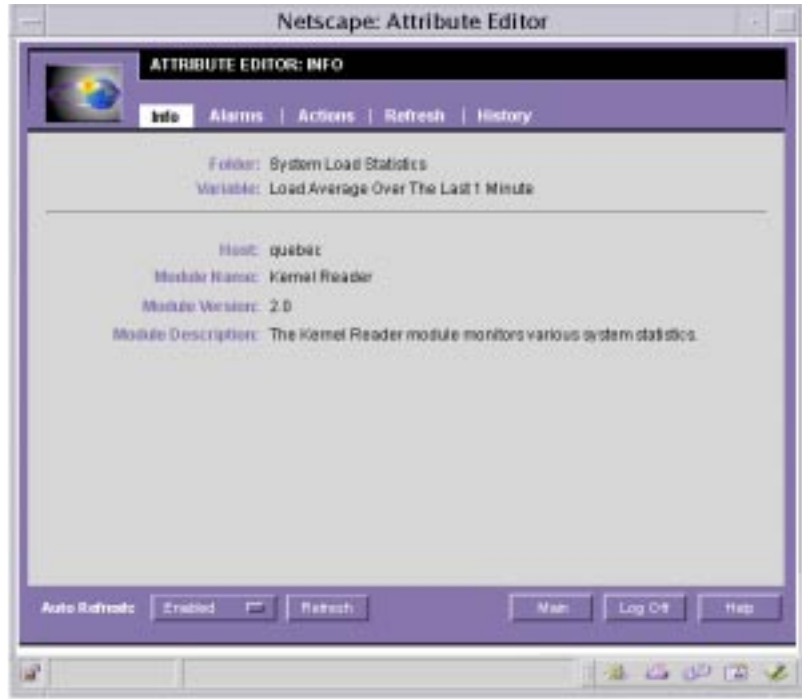 Netscape: Attribute Editor
ATTRIBUTE EDITOR: INFO
Info Alarms | Actions | Refresh | History
Folder: System Load Statistics
Variable: Load Average Over The Last 1 Minute
Host: quebec
Module Name: Kernel Reader
Module Version: 2.0
Module Description: The Kernel Reader module monitors various system statistics.
Auto Refresh: Enabled Refresh Main Log Off Help